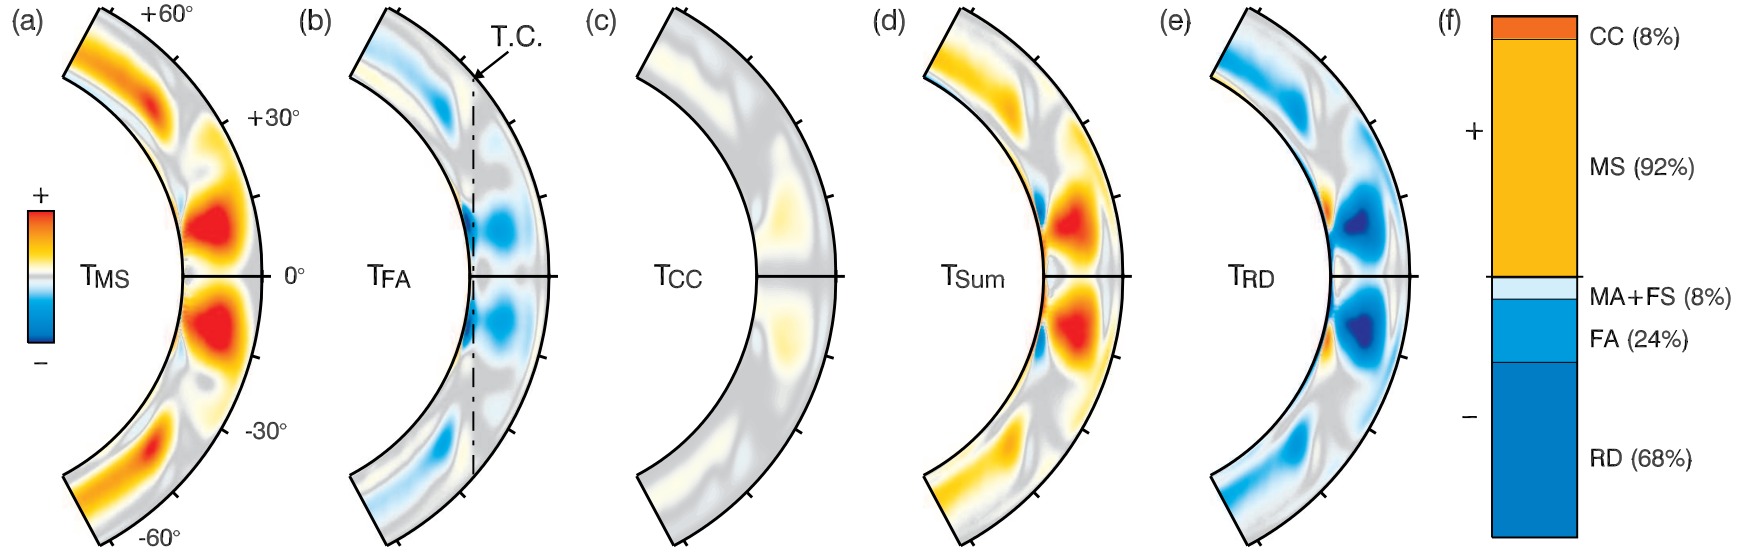 (a)
+60°
+30°
0°
-30°
-60°
+
−
TMS
(b)
T.C.
TFA
(c)
TCC
(d)
TSum
(e)
TRD
(f)
+
−
CC (8%)
MS (92%)
MA+FS (8%)
FA (24%)
RD (68%)